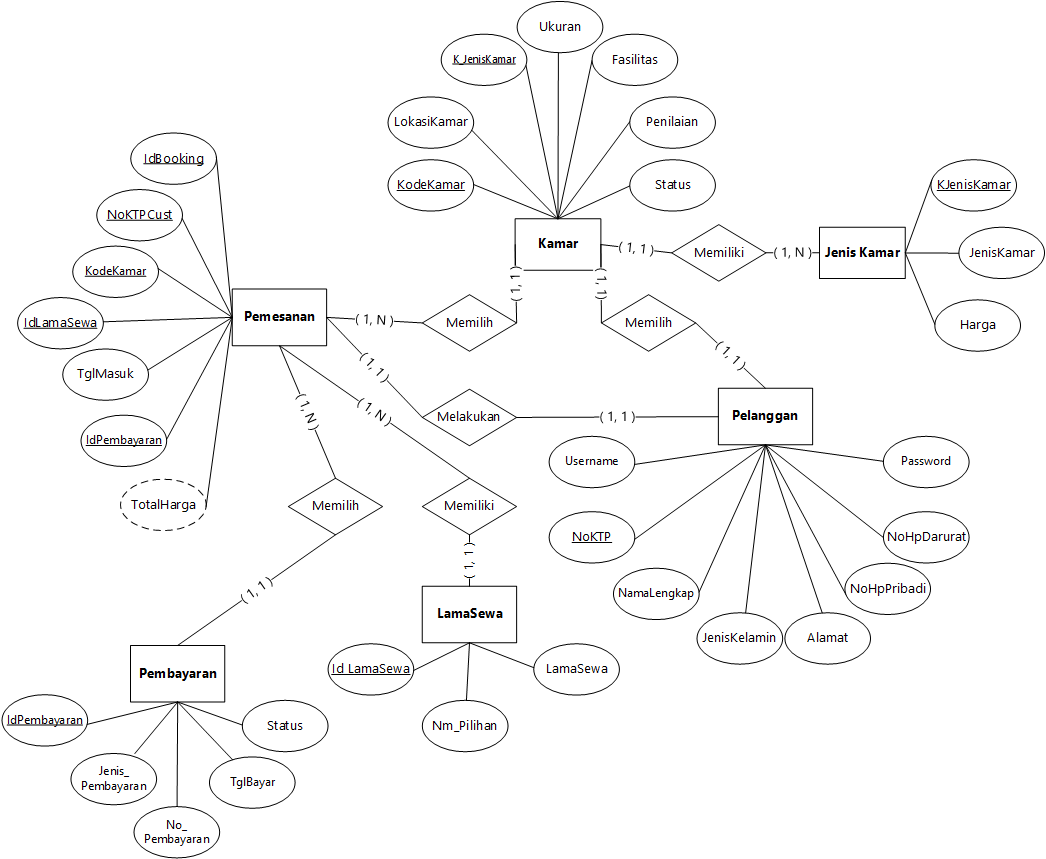 Ukuran
K_JenisKamar
Fasilitas
LokasiKamar
Penilaian
KodeKamar
Status
IdBooking
NoKTPCust
KodeKamar
IdLamaSewa
TglMasuk
IdPembayaran
TotalHarga
Kamar
(1, 1)
Memiliki
(1, N)
Jenis Kamar
KJenisKamar
JenisKamar
Harga
(1, 1)
(1, 1)
Pemesanan
(1, N)
Memilih
Memilih
(1,1)
(1,1)
(1,N)
(1,N)
Melakukan
(1, 1)
Pelanggan
Username
Password
NoKTP
NoHpDarurat
NamaLengkap
NoHpPribadi
JenisKelamin
Alamat
Memilih
Memiliki
(1,1)
(1,1)
LamaSewa
Id_LamaSewa
LamaSewa
Nm_Pilihan
Pembayaran
IdPembayaran
Status
Jenis_
Pembayaran
TglBayar
No_
Pembayaran